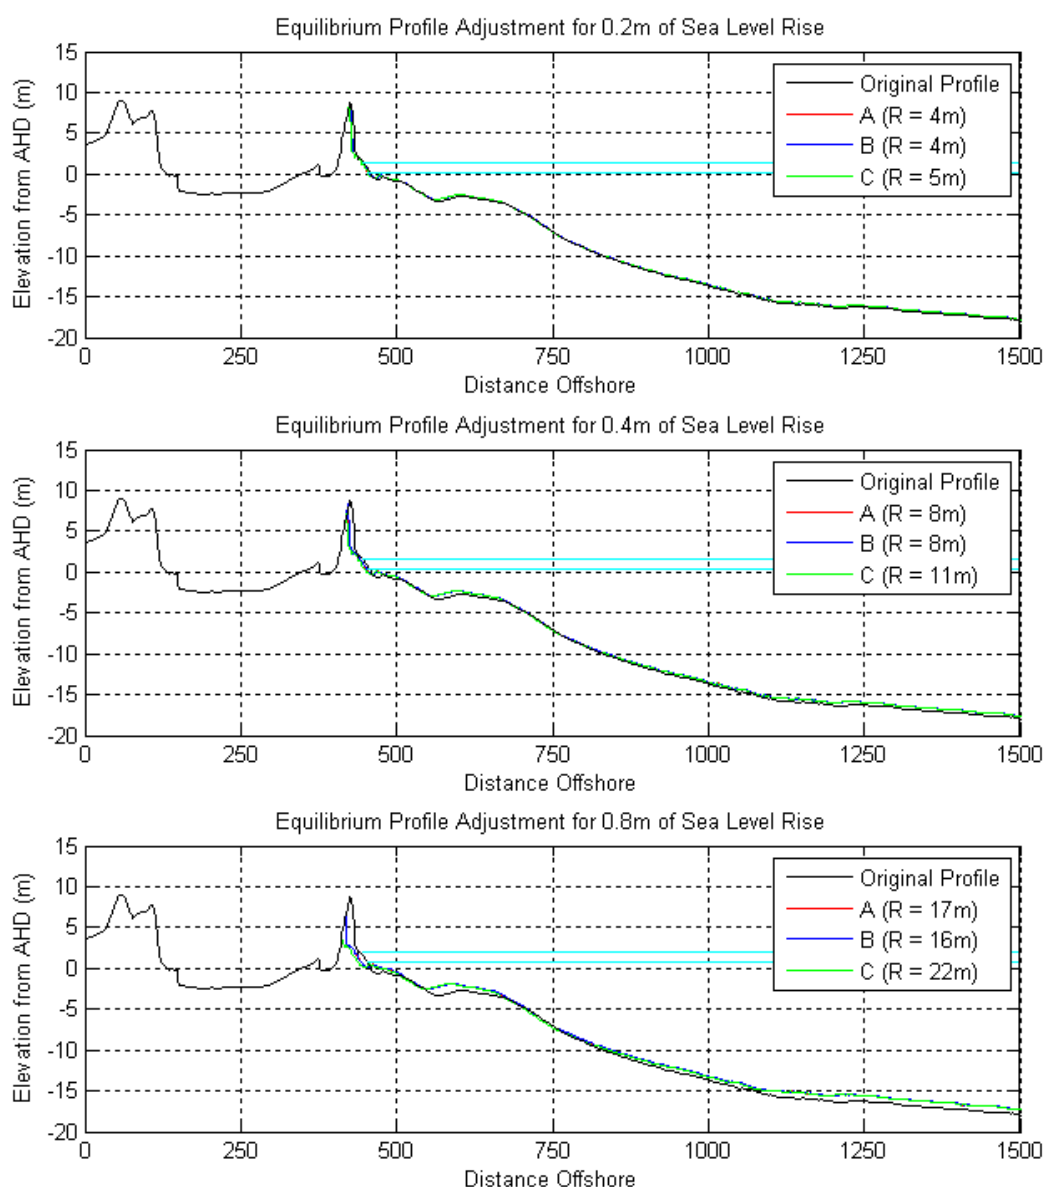 Equilibrium Profile Adjustment for 0.2m of Sea Level Rise
15
10
5
0
-5
-10
-15
-20
Elevation from AHD (m)
Original Profile
A (R = 4m)
B (R = 4m)
C (R = 5m)
0 250 500 750 1000 1250 1500
Distance Offshore
Equilibrium Profile Adjustment for 0.4m of Sea Level Rise
15
10
5
0
-5
-10
-15
-20
Elevation from AHD (m)
Original Profile
A (R = 8m)
B (R = 8m)
C (R = 11m)
0 250 500 750 1000 1250 1500
Distance Offshore
Equilibrium Profile Adjustment for 0.8m of Sea Level Rise
15
10
5
0
-5
-10
-15
-20
Elevation from AHD (m)
Original Profile
A (R = 17m)
B (R = 16m)
C (R = 22m)
0 250 500 750 1000 1250 1500
Distance Offshore